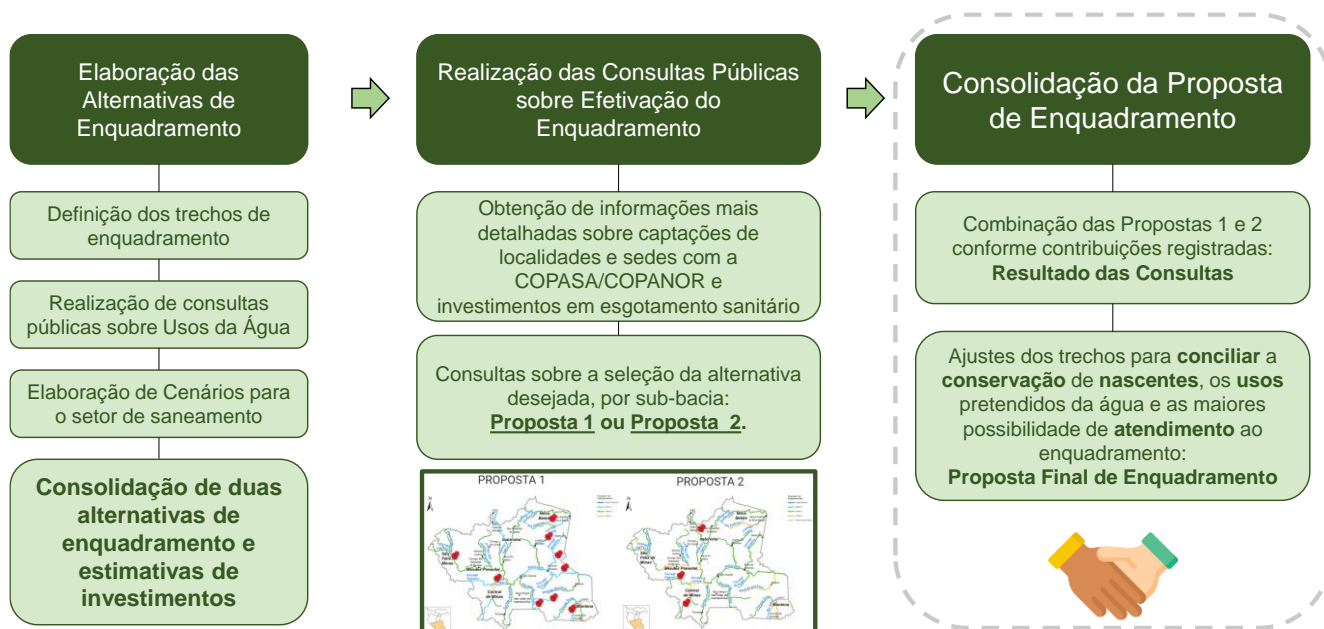 Elaboração das
Alternativas de
Enquadramento
Definição dos trechos de
enquadramento
Realização de consultas
públicas sobre Usos da Água
Elaboração de Cenários para
o setor de saneamento
Consolidação de duas
alternativas de
enquadramento e
estimativas de
investimentos
Realização das Consultas Públicas
sobre Efetivação do
Enquadramento
Obtenção de informações mais
detalhadas sobre captações de
localidades e sedes com a
COPASA/COPANOR e
investimentos em esgotamento sanitário
Consultas sobre a seleção da alternativa
desejada, por sub-bacia:
Proposta 1 ou Proposta 2.
PROPOSTA 1
PROPOSTA 2
Consolidação da Proposta
de Enquadramento
Combinação das Propostas 1 e 2
conforme contribuições registradas:
Resultado das Consultas
Ajustes dos trechos para conciliar a
conservação de nascentes, os usos
pretendidos da água e as maiores
possibilidade de atendimento ao
enquadramento:
Proposta Final de Enquadramento